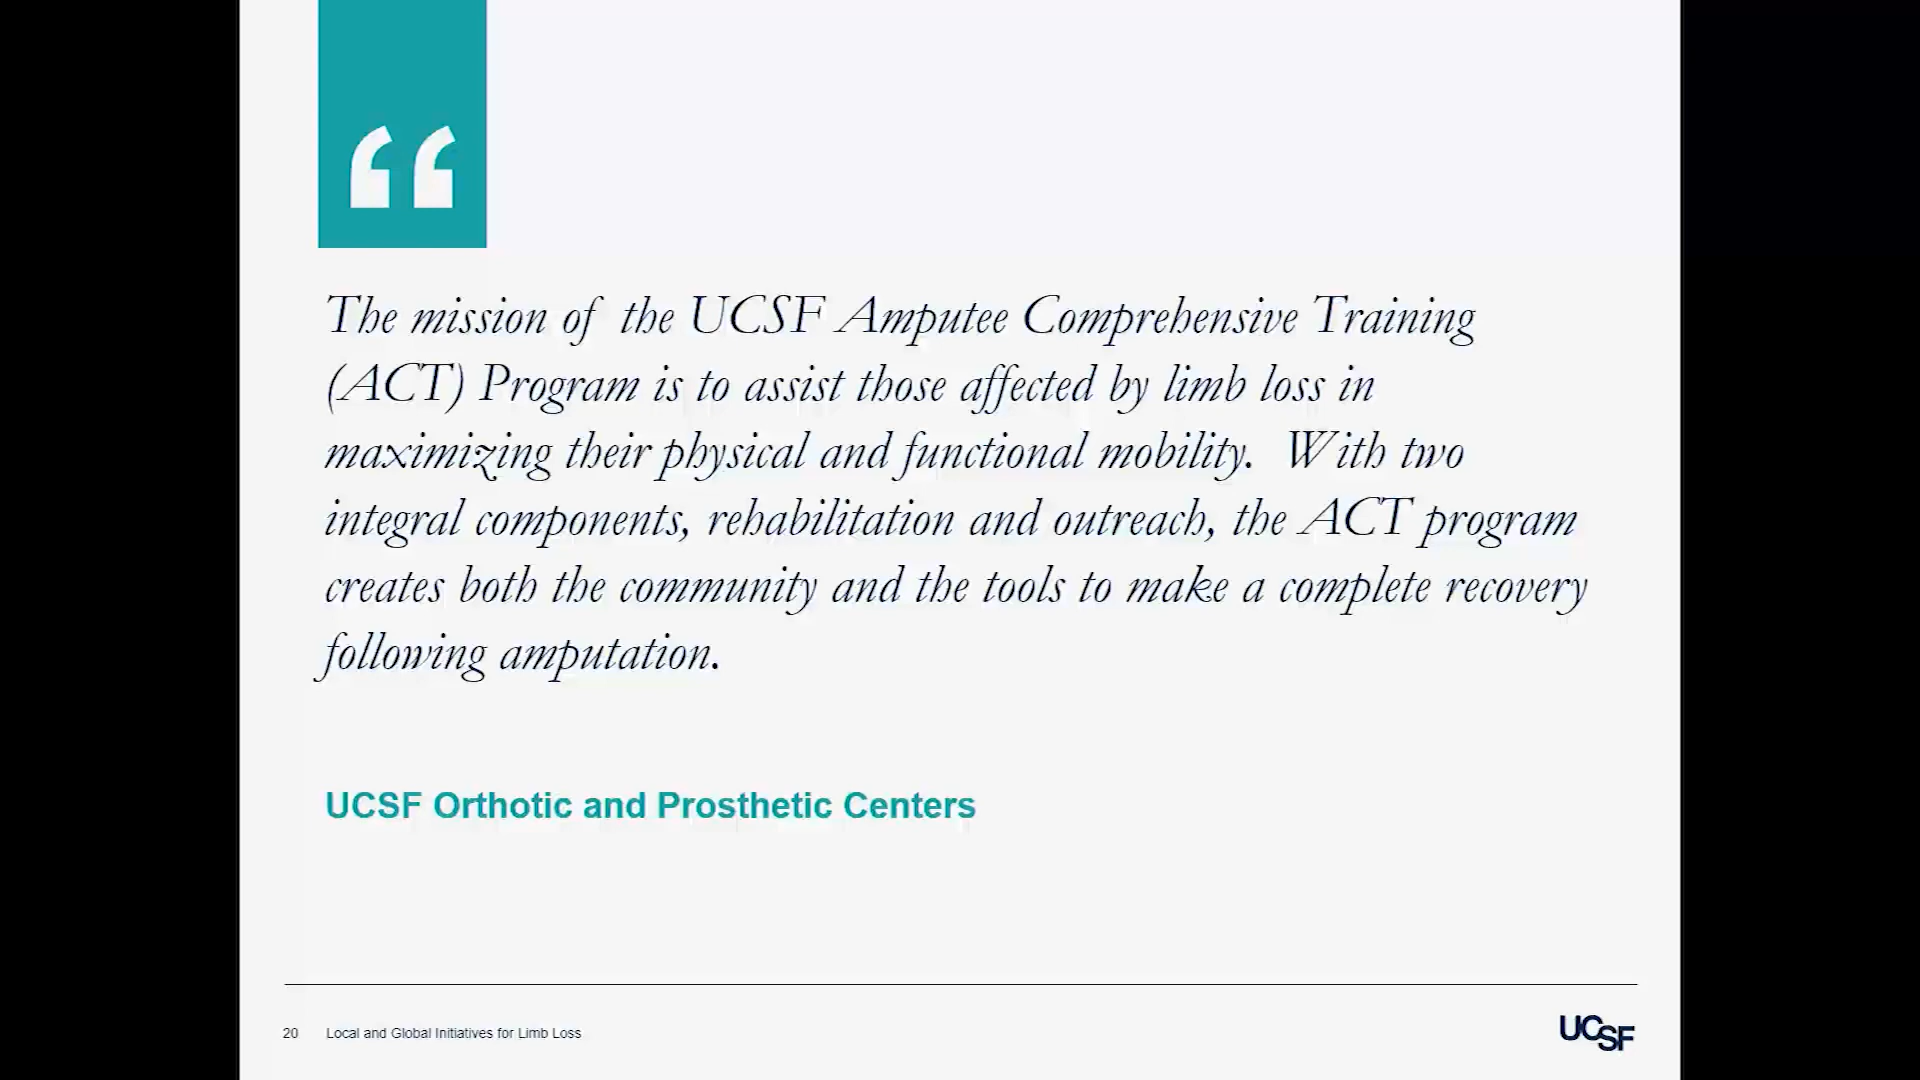 “
The mission of the UCSF Amputee Comprehensive Training
(ACT) Program is to assist those affected by limb loss in
maximizing their physical and functional mobility.  With two
integral components, rehabilitation and outreach, the ACT program
creates both the community and the tools to make a complete recovery
following amputation.
UCSF Orthotic and Prosthetic Centers
20 Local and Global Initiatives for Limb Loss
UCSF